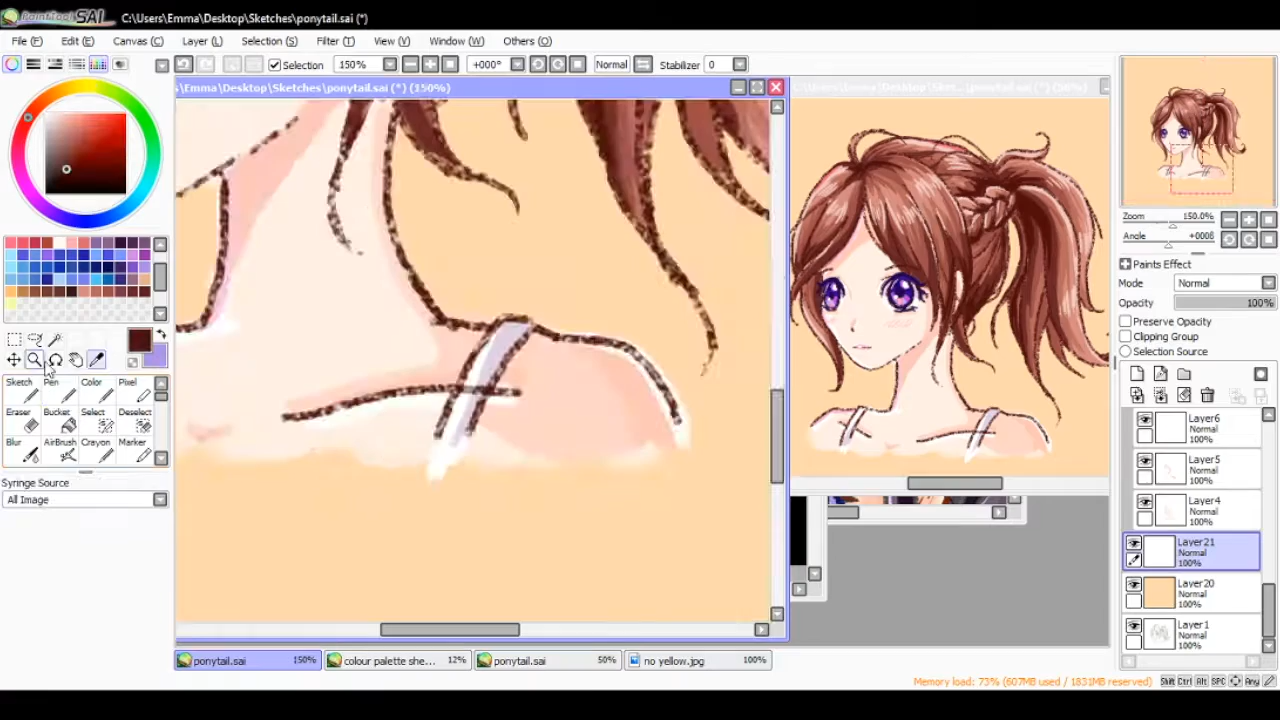 PaintTool SAI C:\Users\Emma\Desktop\Sketches\ponytail.sai (*)
File (F) Edit (E) Canvas (C) Layer (L) Selection (S) Filter (T) View (V) Window (W) Others (O)
Selection 150% +000° Normal Stabilizer 0
s\Emma\Desktop\Sketches\ponytail.sai (*) (150%)
Zoom 150.0%
Angle
Paints Effect
Mode Normal
Opacity 100%
Preserve Opacity
Clipping Group
Selection Source
Sketch Pen Color Pixel
Eraser Bucket Select Deselect
Blur AirBrush Crayon Marker
Syringe Source
All Image
Layer6
Normal
100%
Layer5
Normal
100%
Layer4
Normal
100%
Layer21
Normal
100%
Layer20
Normal
100%
Layer1
Normal
100%
ponytail.sai 150% colour palette she... 12% ponytail.sai 50% no yellow.jpg 100%
Memory load: 73% (607MB used / 1831MB reserved) Shift Ctrl Alt SPC Any